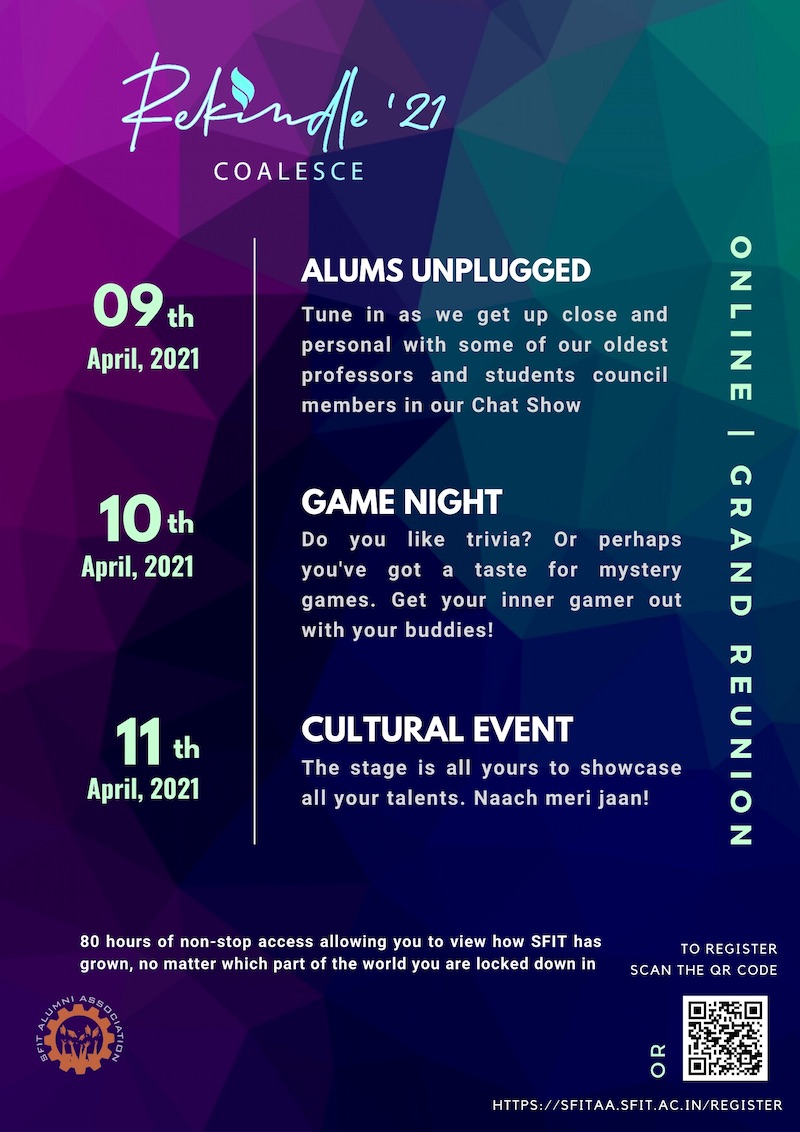 Rekindle '21
COALESCE
09th
April, 2021
ALUMS UNPLUGGED
Tune in as we get up close and
personal with some of our oldest
professors and students council
members in our Chat Show
10th
April, 2021
GAME NIGHT
Do you like trivia? Or perhaps
you've got a taste for mystery
games. Get your inner gamer out
with your buddies!
11 th
April, 2021
CULTURAL EVENT
The stage is all yours to showcase
all your talents. Naach meri jaan!
ONLINE | GRAND REUNION
80 hours of non-stop access allowing you to view how SFIT has
grown, no matter which part of the world you are locked down in
SFIT ALUMNI ASSOCIATION
TO REGISTER
SCAN THE QR CODE
OR
HTTPS://SFITAA.SFIT.AC.IN/REGISTER